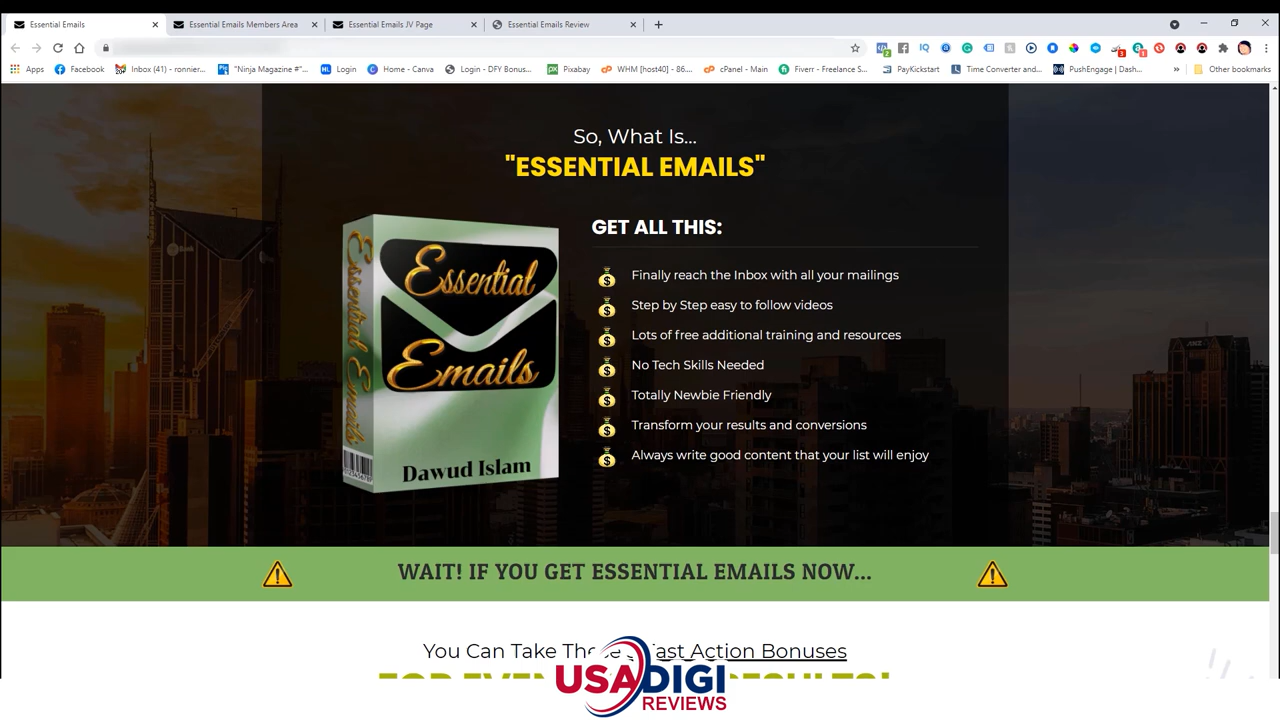 Essential Emails
Essential Emails Members Area
Essential Emails JV Page
Essential Emails Review
Apps
Facebook
Inbox (41) - ronnier...
"Ninja Magazine #"...
Login
Home - Canva
Login - DFY Bonus...
Pixabay
WHM [host40] - 86....
cPanel - Main
Fiverr - Freelance S...
PayKickstart
Time Converter and...
PushEngage | Dash...
Other bookmarks
So, What Is...
"ESSENTIAL EMAILS"
GET ALL THIS:
Finally reach the Inbox with all your mailings
Step by Step easy to follow videos
Lots of free additional training and resources
No Tech Skills Needed
Totally Newbie Friendly
Transform your results and conversions
Always write good content that your list will enjoy
Essential Emails
Essential
Emails
Dawud Islam
WAIT! IF YOU GET ESSENTIAL EMAILS NOW...
You Can Take These Fast Action Bonuses
USADIGI
REVIEWS